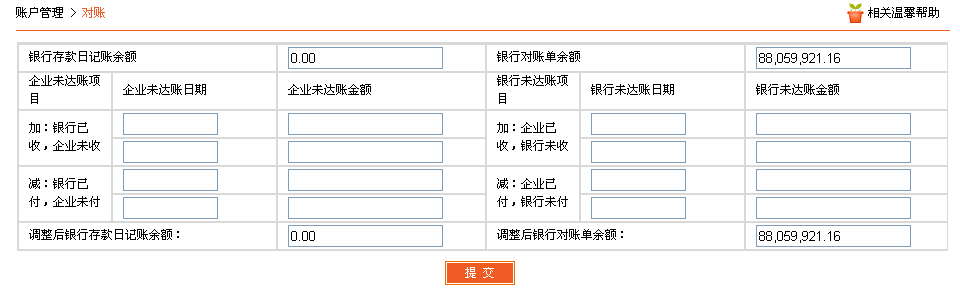 账户管理 > 对账
相关温馨帮助
银行存款日记账余额 0.00 银行对账单余额 88,059,921.16
企业未达账项
目
企业未达账日期 企业未达账金额
银行未达账项
目
银行未达账日期 银行未达账金额
加：银行已
收，企业未收
加：企业已
收，银行未收
减：银行已
付，企业未付
减：企业已
付，银行未付
调整后银行存款日记账余额： 0.00 调整后银行对账单余额： 88,059,921.16
提 交